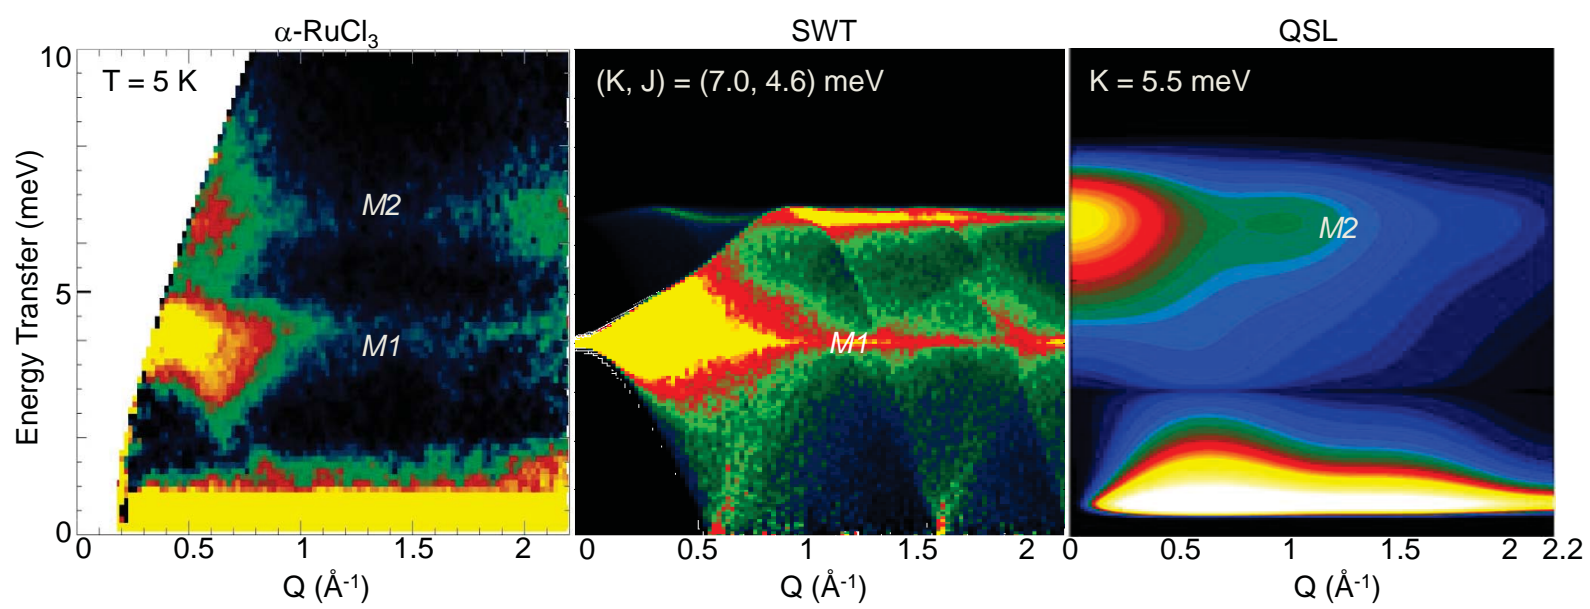 α-RuCl₃
SWT
QSL
T = 5 K
(K, J) = (7.0, 4.6) meV
K = 5.5 meV
M2
M1
M1
M2
Energy Transfer (meV)
10
5
0
0 0.5 1 1.5 2
0 0.5 1 1.5 2
0 0.5 1 1.5 2 2.2
Q (Å⁻¹)
Q (Å⁻¹)
Q (Å⁻¹)